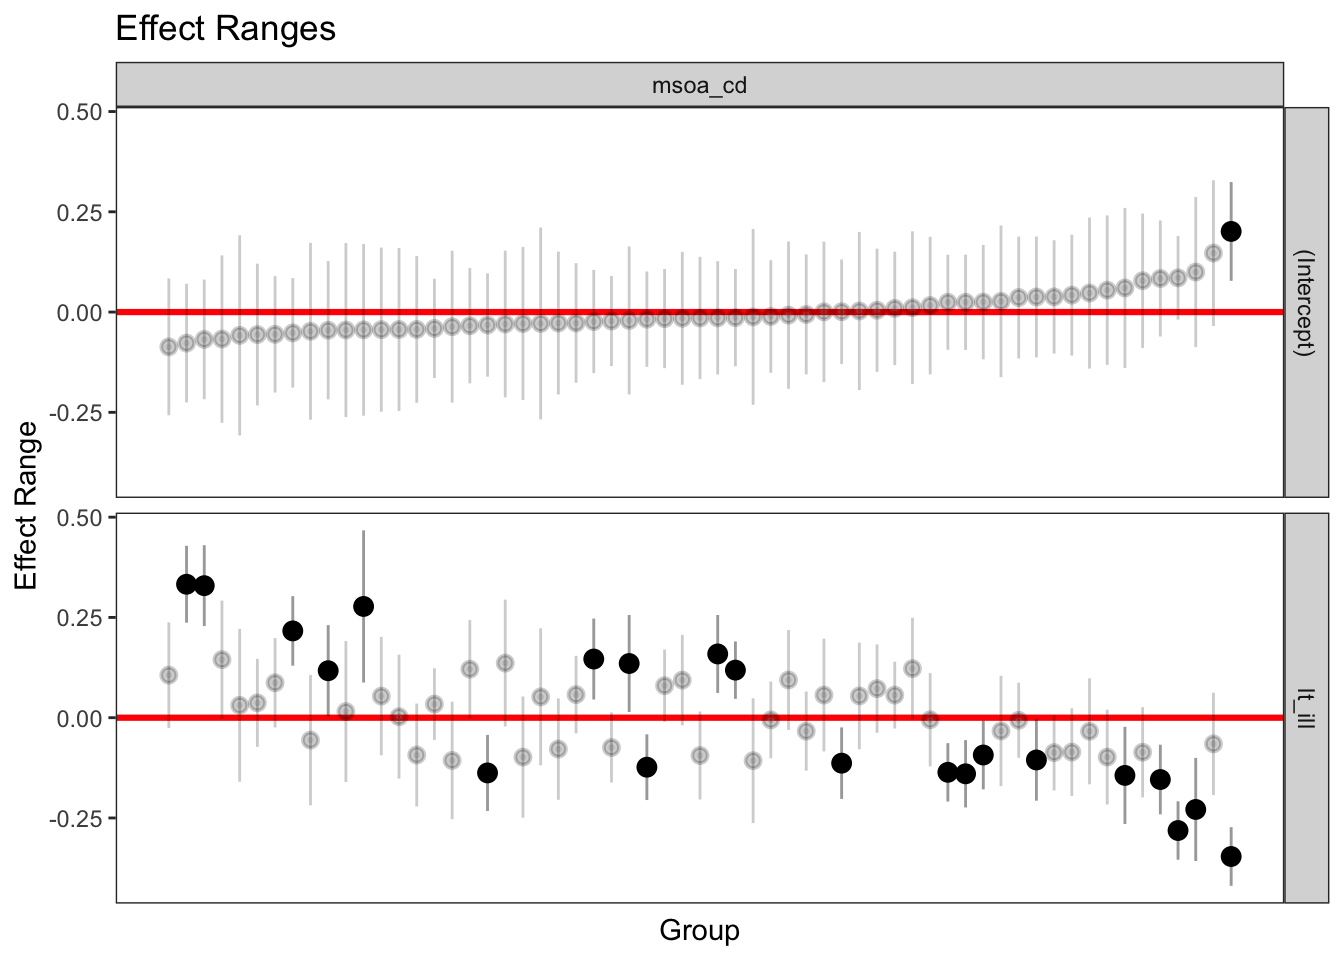 Effect Ranges
msoa_cd
0.50
0.25
0.00
-0.25
(Intercept)
Effect Range
0.50
0.25
0.00
-0.25
lt_ill
Group